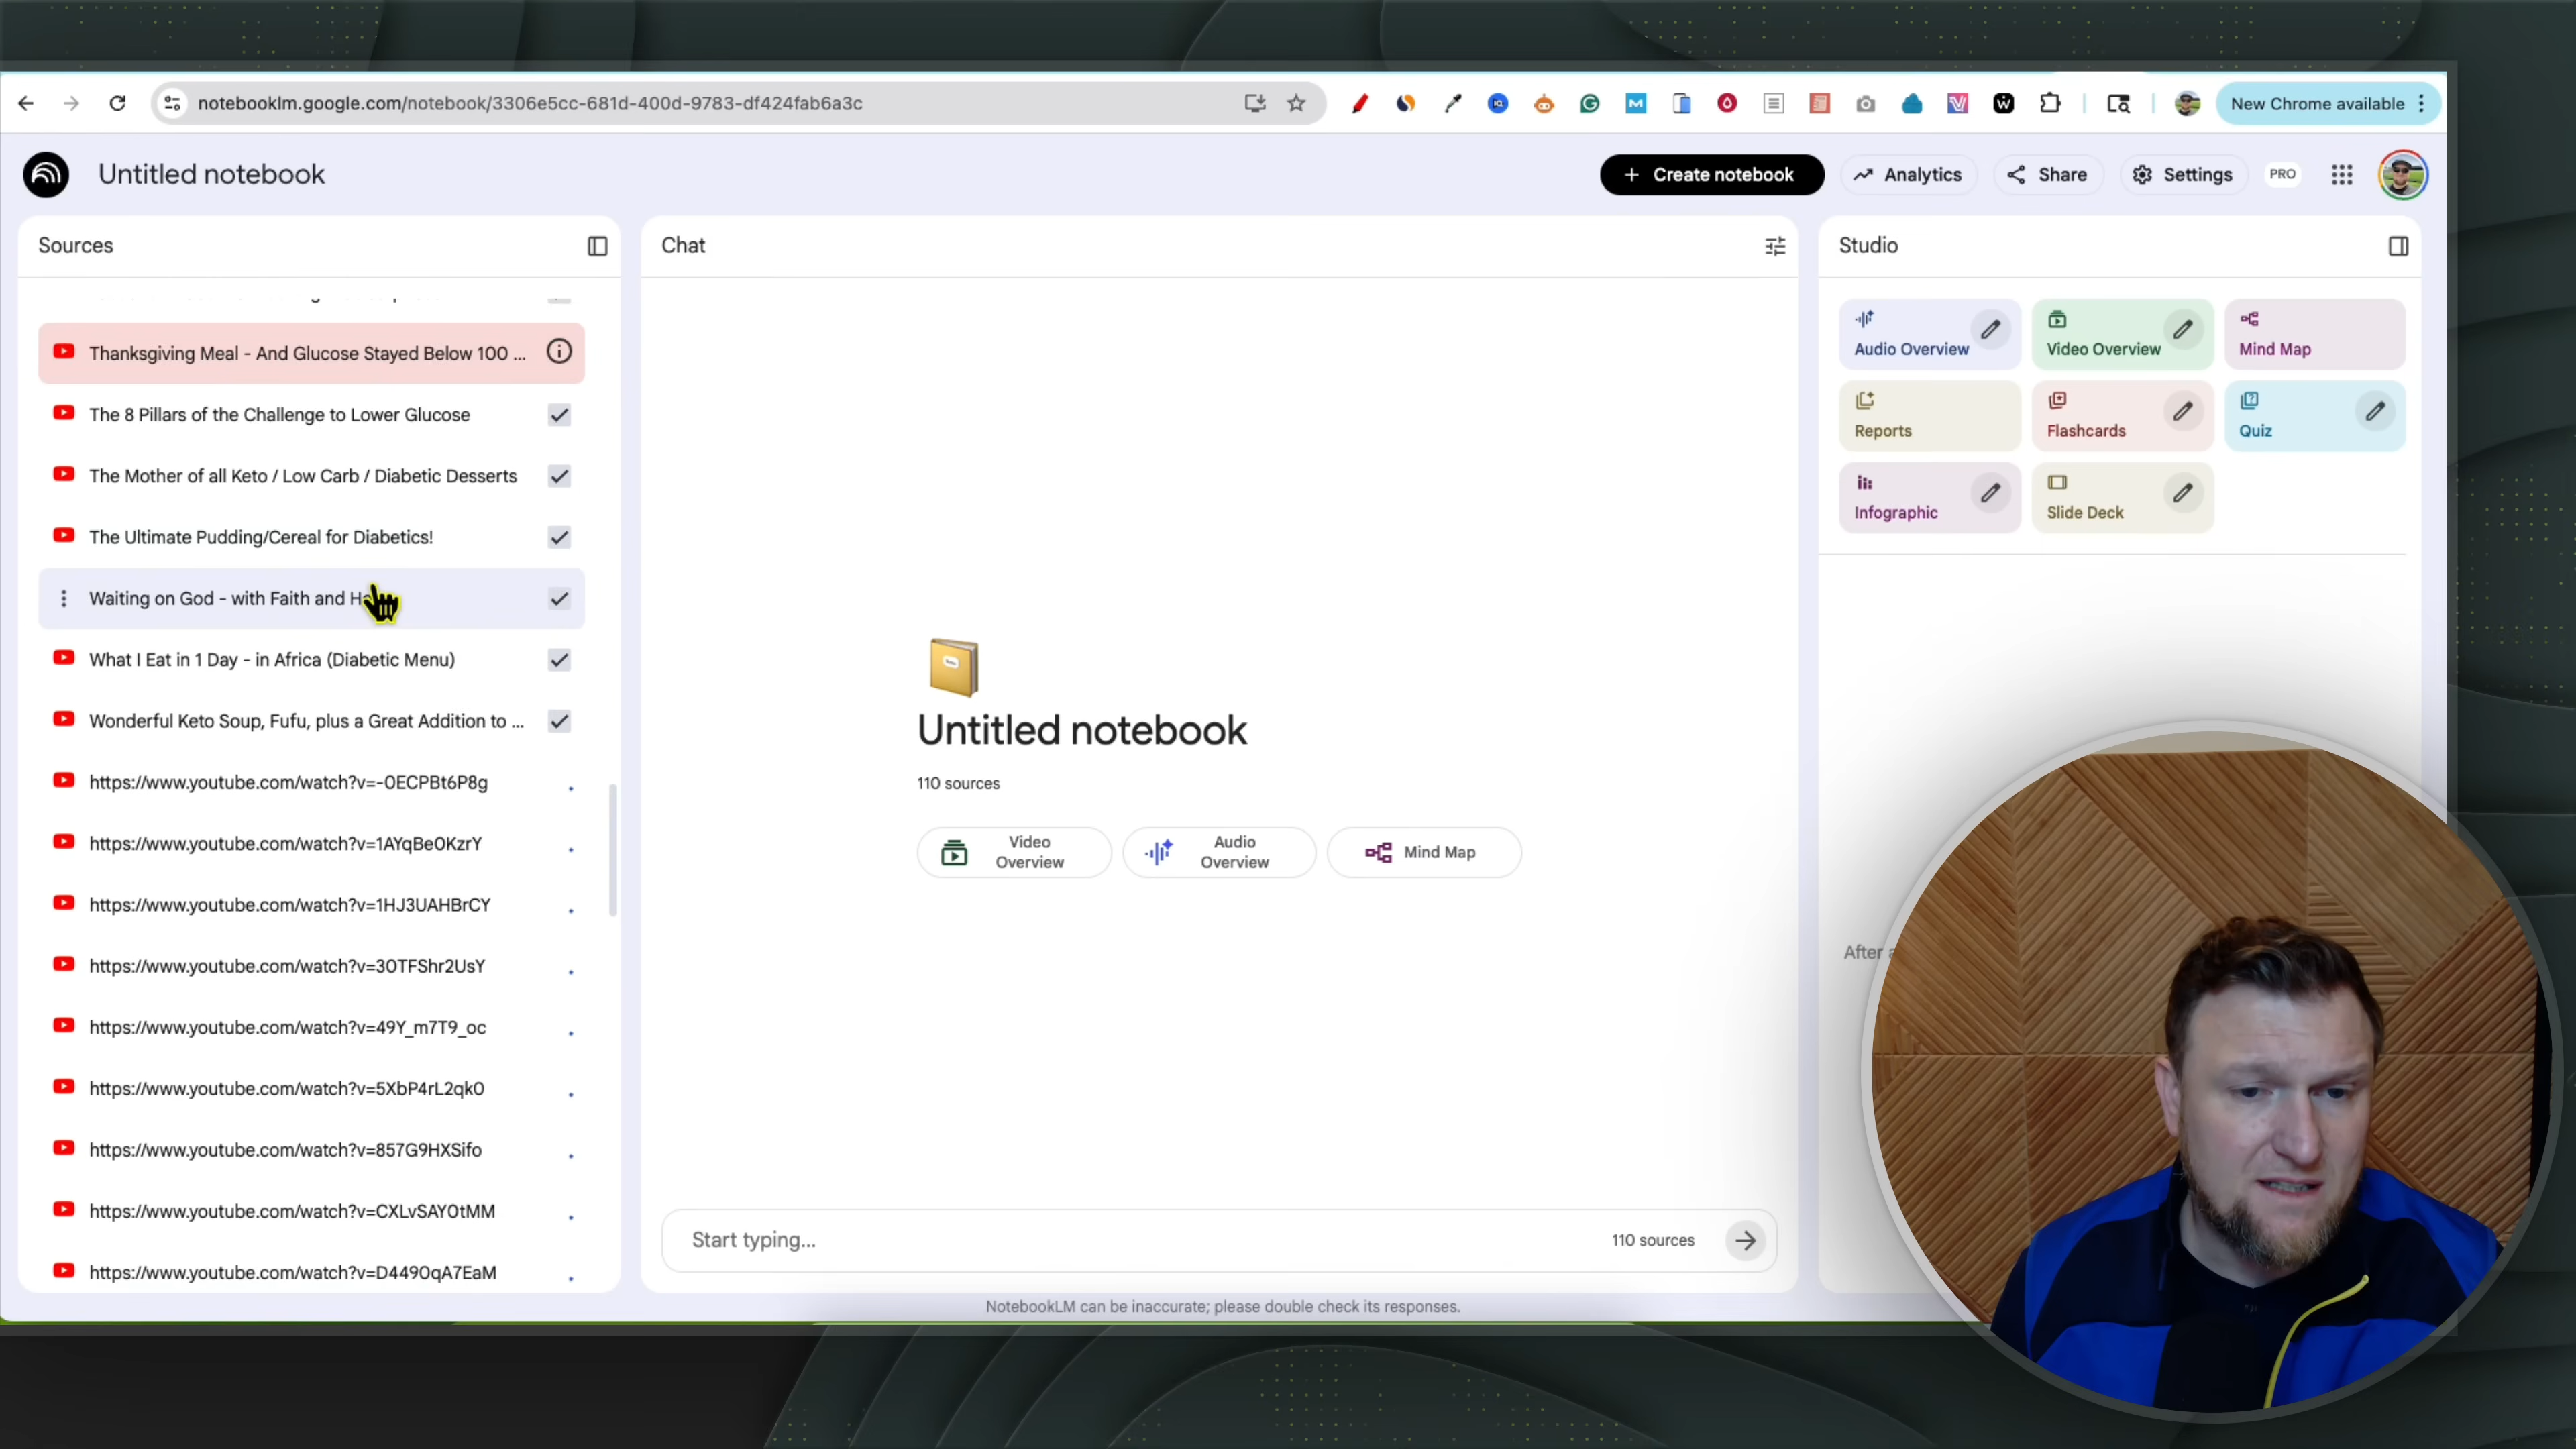 notebooklm.google.com/notebook/3306e5cc-681d-400d-9783-df424fab6a3c
New Chrome available
Untitled notebook
Create notebook
Analytics
Share
Settings
PRO
Sources
Thanksgiving Meal - And Glucose Stayed Below 100 ...
The 8 Pillars of the Challenge to Lower Glucose
The Mother of all Keto / Low Carb / Diabetic Desserts
The Ultimate Pudding/Cereal for Diabetics!
Waiting on God - with Faith and
What I Eat in 1 Day - in Africa (Diabetic Menu)
Wonderful Keto Soup, Fufu, plus a Great Addition to ...
https://www.youtube.com/watch?v=-0ECPBt6P8g
https://www.youtube.com/watch?v=1AYqBe0KzrY
https://www.youtube.com/watch?v=1HJ3UAHBrCY
https://www.youtube.com/watch?v=3OTFShr2UsY
https://www.youtube.com/watch?v=49Y_m7T9_oc
https://www.youtube.com/watch?v=5XbP4rL2qk0
https://www.youtube.com/watch?v=857G9HXSifo
https://www.youtube.com/watch?v=CXLvSAY0tMM
https://www.youtube.com/watch?v=D449OqA7EaM
Chat
Untitled notebook
110 sources
Video
Overview
Audio
Overview
Mind Map
Start typing...
110 sources
NotebookLM can be inaccurate; please double check its responses.
Studio
Audio Overview
Video Overview
Mind Map
Reports
Flashcards
Quiz
Infographic
Slide Deck
After